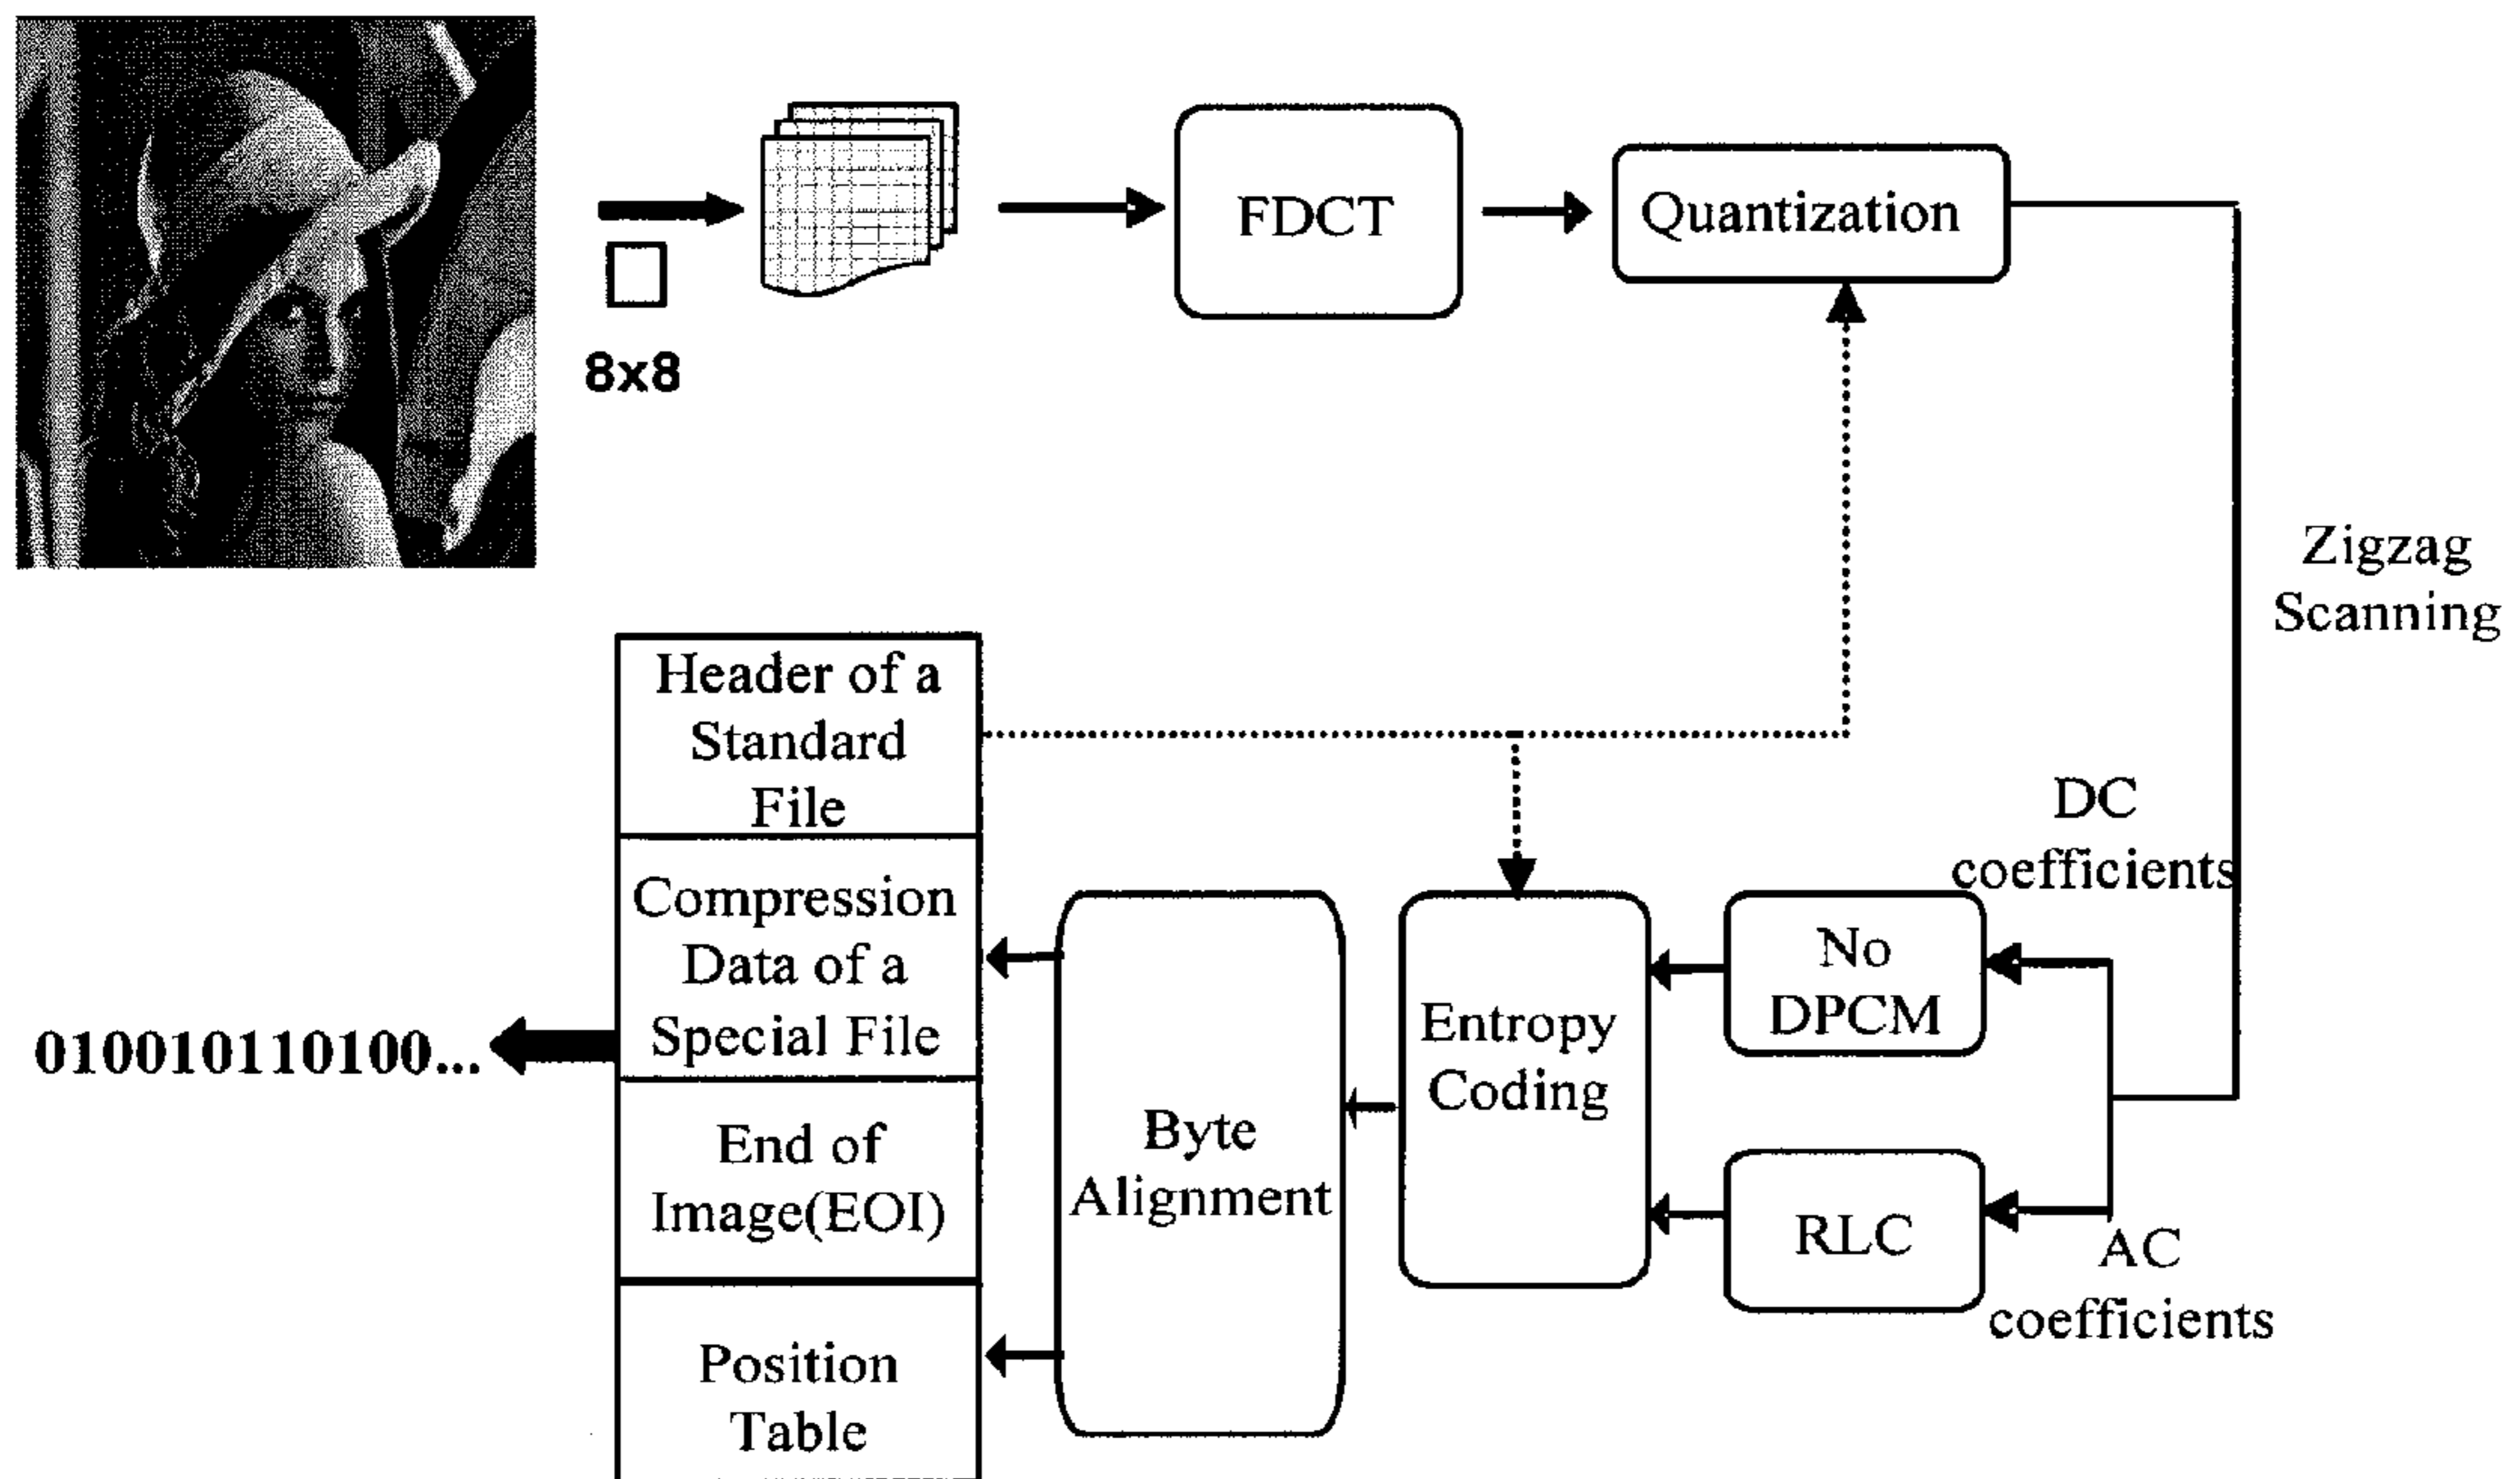 8x8
FDCT
Quantization
Zigzag
Scanning
Header of a
Standard
File
Compression
Data of a
Special File
End of
Image(EOI)
Position
Table
010010110100...
Byte
Alignment
Entropy
Coding
DC
coefficients
No
DPCM
RLC
AC
coefficients